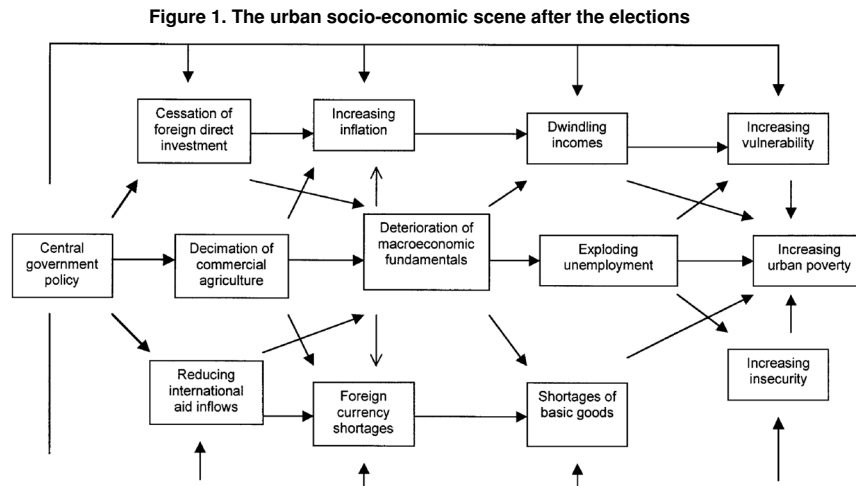 Figure 1. The urban socio-economic scene after the elections
Cessation of
foreign direct
investment
Increasing
inflation
Dwindling
incomes
Increasing
vulnerability
Central
government
policy
Decimation of
commercial
agriculture
Deterioration of
macroeconomic
fundamentals
Exploding
unemployment
Increasing
urban poverty
Reducing
international
aid inflows
Foreign
currency
shortages
Shortages of
basic goods
Increasing
insecurity